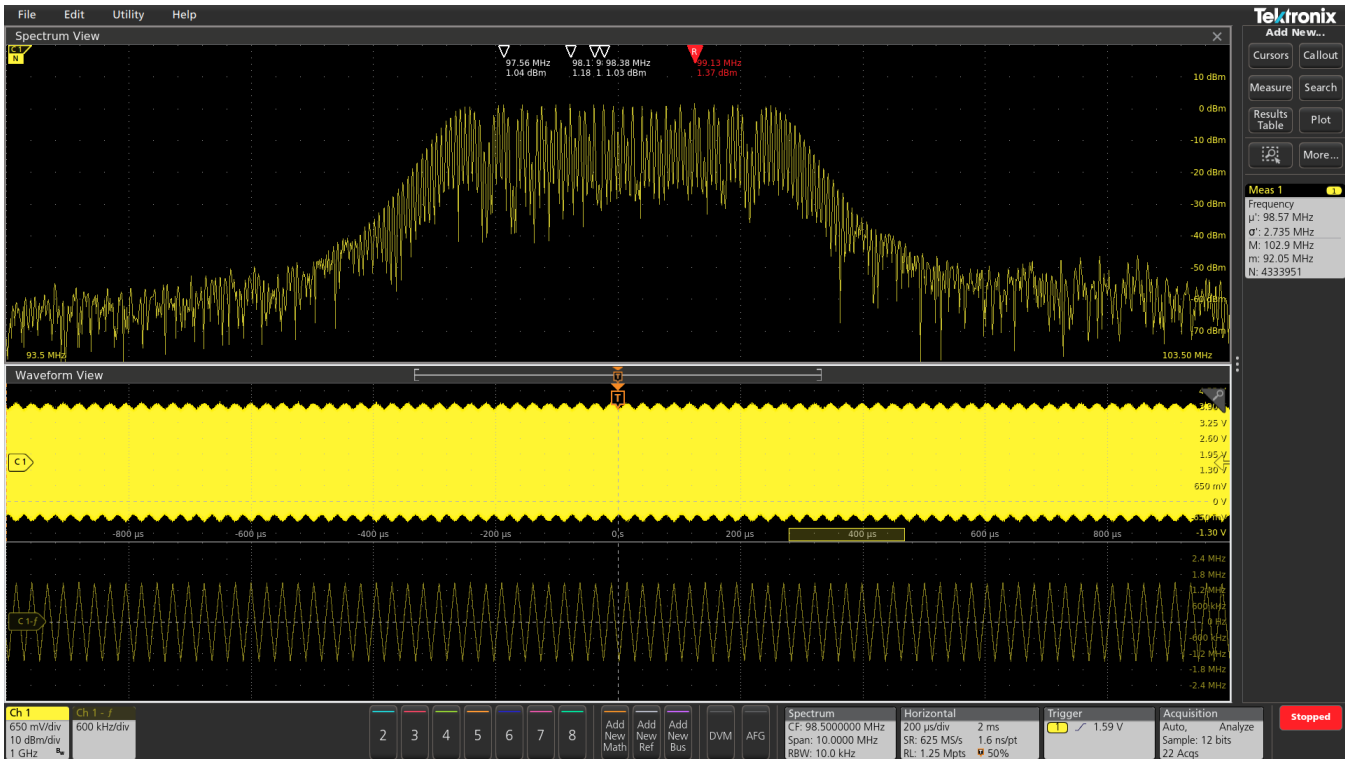 File Edit Utility Help
Tektronix
Add New...
Spectrum View
C1
N
97.56 MHz
1.04 dBm
98.1
1.18
98.38 MHz
1.03 dBm
R
99.13 MHz
1.37 dBm
10 dBm
0 dBm
-10 dBm
-20 dBm
-30 dBm
-40 dBm
-50 dBm
-60 dBm
-70 dBm
93.5 MHz
103.50 MHz
Cursors
Callout
Measure
Search
Results
Table
Plot
More...
Meas 1
1
Frequency
µ': 98.57 MHz
σ': 2.735 MHz
M: 102.9 MHz
m: 92.05 MHz
N: 4333951
Waveform View
T
T
C 1
3.25 V
2.60 V
1.95 V
1.30 V
650 mV
0 V
-1.30 V
-800 µs
-600 µs
-400 µs
-200 µs
0 s
200 µs
400 µs
600 µs
800 µs
C 1-f
2.4 MHz
1.8 MHz
1.2 MHz
600 kHz
0 Hz
-600 kHz
-1.2 MHz
-1.8 MHz
-2.4 MHz
Ch 1
650 mV/div
10 dBm/div
1 GHz
Ch 1 - f
600 kHz/div
2
3
4
5
6
7
8
Add
New
Math
Add
New
Ref
Add
New
Bus
DVM
AFG
Spectrum
CF: 98.5000000 MHz
Span: 10.0000 MHz
RBW: 10.0 kHz
Horizontal
200 µs/div 2 ms
SR: 625 MS/s 1.6 ns/pt
RL: 1.25 Mpts 50%
Trigger
1 1.59 V
Acquisition
Auto, Analyze
Sample: 12 bits
22 Acqs
Stopped